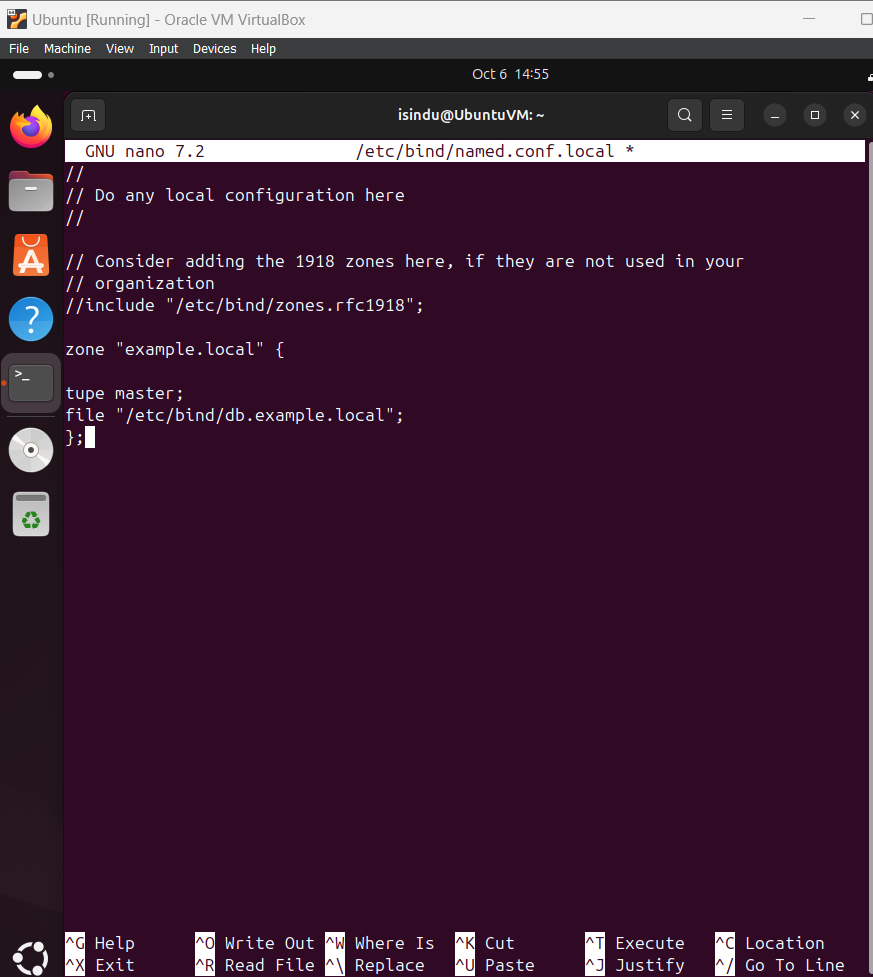 Ubuntu [Running] - Oracle VM VirtualBox
File Machine View Input Devices Help
Oct 6 14:55
isindu@UbuntuVM: ~
GNU nano 7.2 /etc/bind/named.conf.local *
//
// Do any local configuration here
//
// Consider adding the 1918 zones here, if they are not used in your
// organization
//include "/etc/bind/zones.rfc1918";
zone "example.local" {
tupe master;
file "/etc/bind/db.example.local";
};
^G Help ^O Write Out ^W Where Is ^K Cut ^T Execute ^C Location
^X Exit ^R Read File ^\ Replace ^U Paste ^J Justify ^/ Go To Line